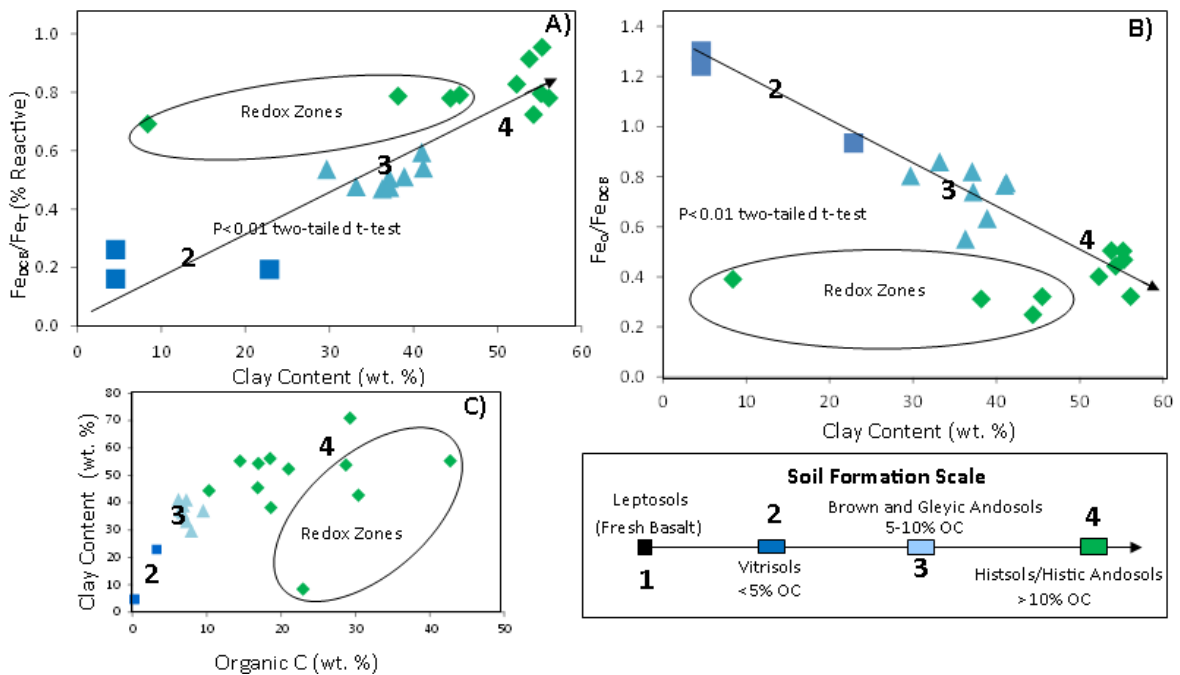 A)
Fe_DCB/Fe_T (% Reactive)
1.0
0.8
0.6
0.4
0.2
0.0
Redox Zones
4
3
P<0.01 two-tailed t-test
2
0 10 20 30 40 50 60
Clay Content (wt. %)
B)
Fe_O/Fe_DCB
1.4
1.2
1.0
0.8
0.6
0.4
0.2
0.0
2
3
P<0.01 two-tailed t-test
4
Redox Zones
0 10 20 30 40 50 60
Clay Content (wt. %)
C)
Clay Content (wt. %)
80
70
60
50
40
30
20
10
0
4
3
Redox Zones
2
0 10 20 30 40 50
Organic C (wt. %)
Soil Formation Scale
Leptosols
(Fresh Basalt)
1
2
Vitrisols
<5% OC
Brown and Gleyic Andosols
5-10% OC
3
4
Histsols/Histic Andosols
>10% OC